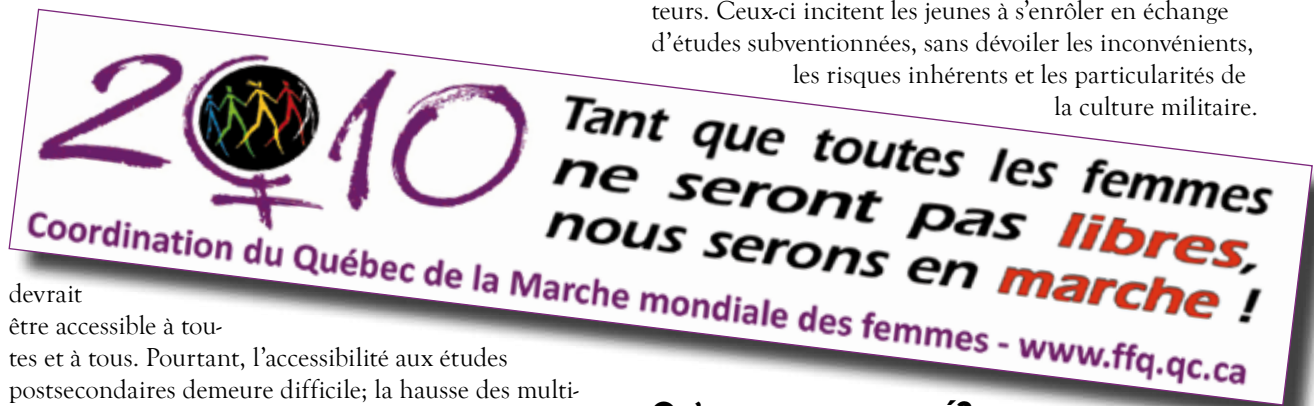 teurs. Ceux-ci incitent les jeunes à s’enrôler en échange
d’études subventionnées, sans dévoiler les inconvénients,
les risques inhérents et les particularités de
la culture militaire.
2010
Tant que toutes les femmes
ne seront pas libres,
nous serons en marche !
Coordination du Québec de la Marche mondiale des femmes - www.ffq.qc.ca
devrait
être accessible à tou-
tes et à tous. Pourtant, l’accessibilité aux études
postsecondaires demeure difficile; la hausse des multi-